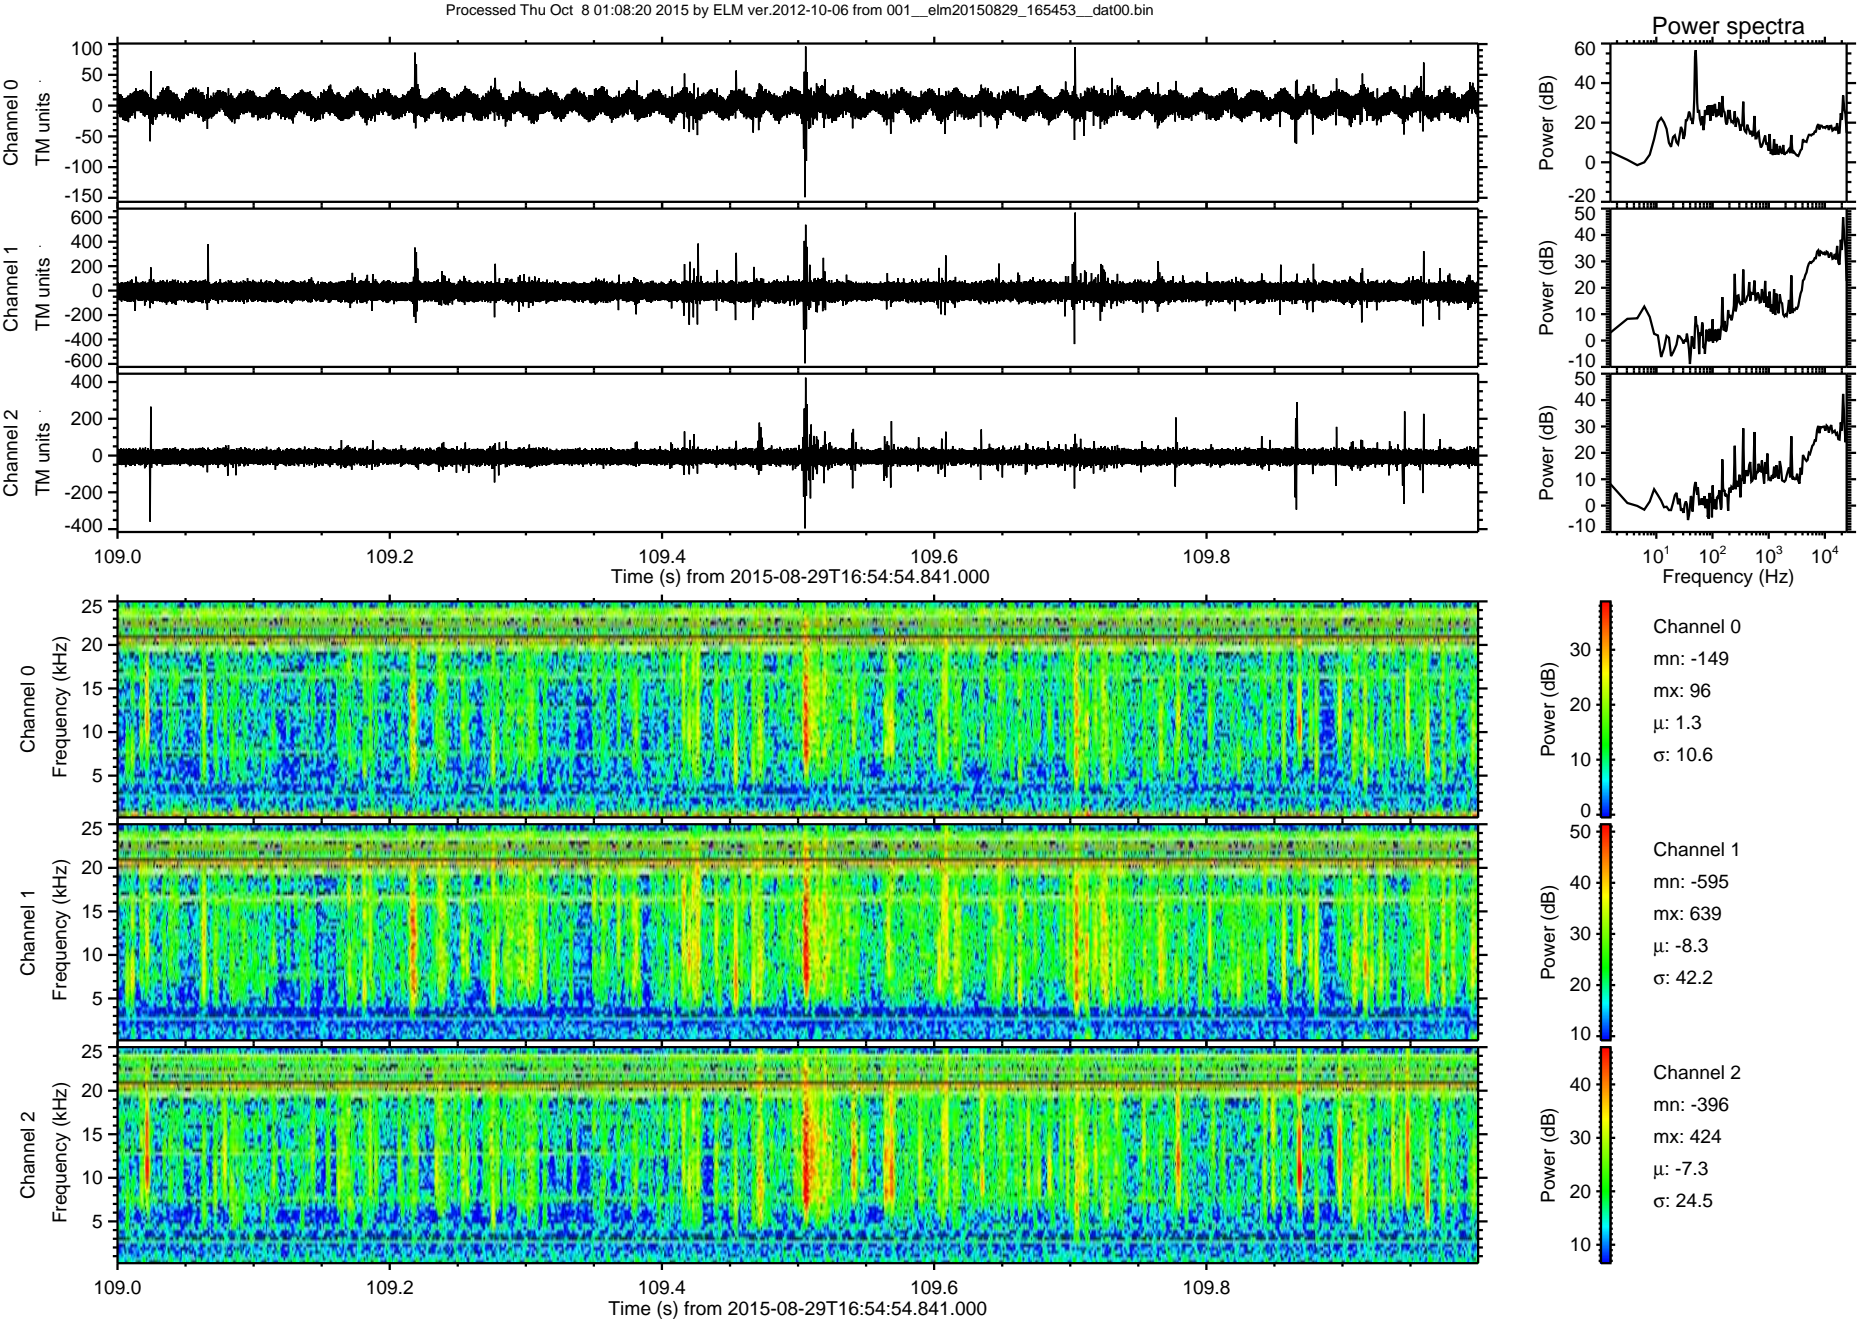 Processed Thu Oct  8 01:08:20 2015 by ELM ver.2012-10-06 from 001__elm20150829_165453__dat00.bin
Power spectra
Channel 0
TM units
100
50
0
-50
-100
-150
Power (dB)
60
40
20
0
-20
Channel 1
TM units
600
400
200
0
-200
-400
-600
Power (dB)
50
40
30
20
10
0
-10
Channel 2
TM units
400
200
0
-200
-400
Power (dB)
50
40
30
20
10
0
-10
109.0 109.2 109.4 109.6 109.8
Time (s) from 2015-08-29T16:54:54.841.000
10^1 10^2 10^3 10^4
Frequency (Hz)
Channel 0
Frequency (kHz)
25
20
15
10
5
Power (dB)
30
20
10
0
Channel 0
mn: -149
mx: 96
μ: 1.3
σ: 10.6
Channel 1
Frequency (kHz)
25
20
15
10
5
Power (dB)
50
40
30
20
10
Channel 1
mn: -595
mx: 639
μ: -8.3
σ: 42.2
Channel 2
Frequency (kHz)
25
20
15
10
5
Power (dB)
40
30
20
10
Channel 2
mn: -396
mx: 424
μ: -7.3
σ: 24.5
109.0 109.2 109.4 109.6 109.8
Time (s) from 2015-08-29T16:54:54.841.000